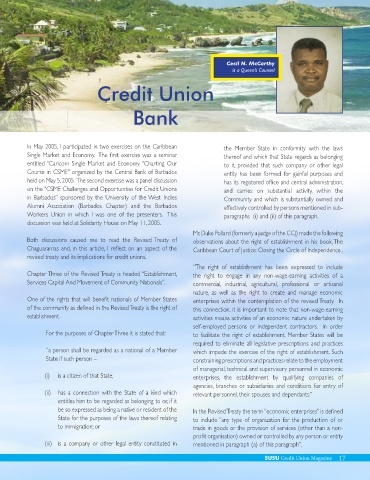 Cecil N. McCarthy
is a Queen's Counsel
Credit Union
Bank
In May 2005, I participated in two exercises on the Caribbean
Single Market and Economy. The first exercise was a seminar
entitled "Caricom Single Market and Economy "Charting Our
Course in CSME" organized by the Central Bank of Barbados
held on May 5, 2005. The second exercise was a panel discussion
on the "CSME Challenges and Opportunities for Credit Unions
in Barbados" sponsored by the University of the West Indies
Alumni Association (Barbados Chapter) and the Barbados
Workers Union in which I was one of the presenters. This
discussion was held at Solidarity House on May 11, 2005.
Both discussions caused me to read the Revised Treaty of
Chaguaramas and, in this article, I reflect on an aspect of the
revised treaty and its implications for credit unions.
Chapter Three of the Revised Treaty is headed "Establishment,
Services Capital And Movement of Community Nationals".
One of the rights that will benefit nationals of Member States
of the community as defined in the Revised Treaty is the right of
establishment.
For the purposes of Chapter Three it is stated that:
"a person shall be regarded as a national of a Member
State if such person –
(i) is a citizen of that State;
(ii) has a connection with the State of a kind which
entitles him to be regarded as belonging to or, if it
be so expressed as being a native or resident of the
State for the purposes of the laws thereof relating
to immigration; or
(iii) is a company or other legal entity constituted in
the Member State in conformity with the laws
thereof and which that State regards as belonging
to it, provided that such company or other legal
entity has been formed for gainful purposes and
has its registered office and central administration,
and carries on substantial activity, within the
Community and which is substantially owned and
effectively controlled by persons mentioned in sub-
paragraphs (i) and (ii) of this paragraph.
Mr. Duke Pollard (formerly a judge of the CCJ) made the following
observations about the right of establishment in his book, The
Caribbean Court of Justice: Closing the Circle of Independence.,
"The right of establishment has been expressed to include
the right to engage in any non-wage-earning activities of a
commercial, industrial, agricultural, professional or artisanal
nature, as well as the right to create and manage economic
enterprises within the contemplation of the revised Treaty. In
this connection, it is important to note that non-wage-earning
activities means activities of an economic nature undertaken by
self-employed persons or independent contractors. In order
to facilitate the right of establishment, Member States will be
required to eliminate all legislative prescriptions and practices
which impede the exercise of the right of establishment. Such
constraining prescriptions and practices relate to the employment
of managerial, technical and supervisory personnel in economic
enterprises, the establishment by qualifying companies of
agencies, branches or subsidiaries and conditions for entry of
relevant personnel, their spouses and dependents"
In the Revised Treaty the term "economic enterprises" is defined
to include "any type of organization for the production of or
trade in goods or the provision of services (other than a non-
profit organisation) owned or controlled by any person or entity
mentioned in paragraph (a) of this paragraph",
SUSU Credit Union Magazine 17